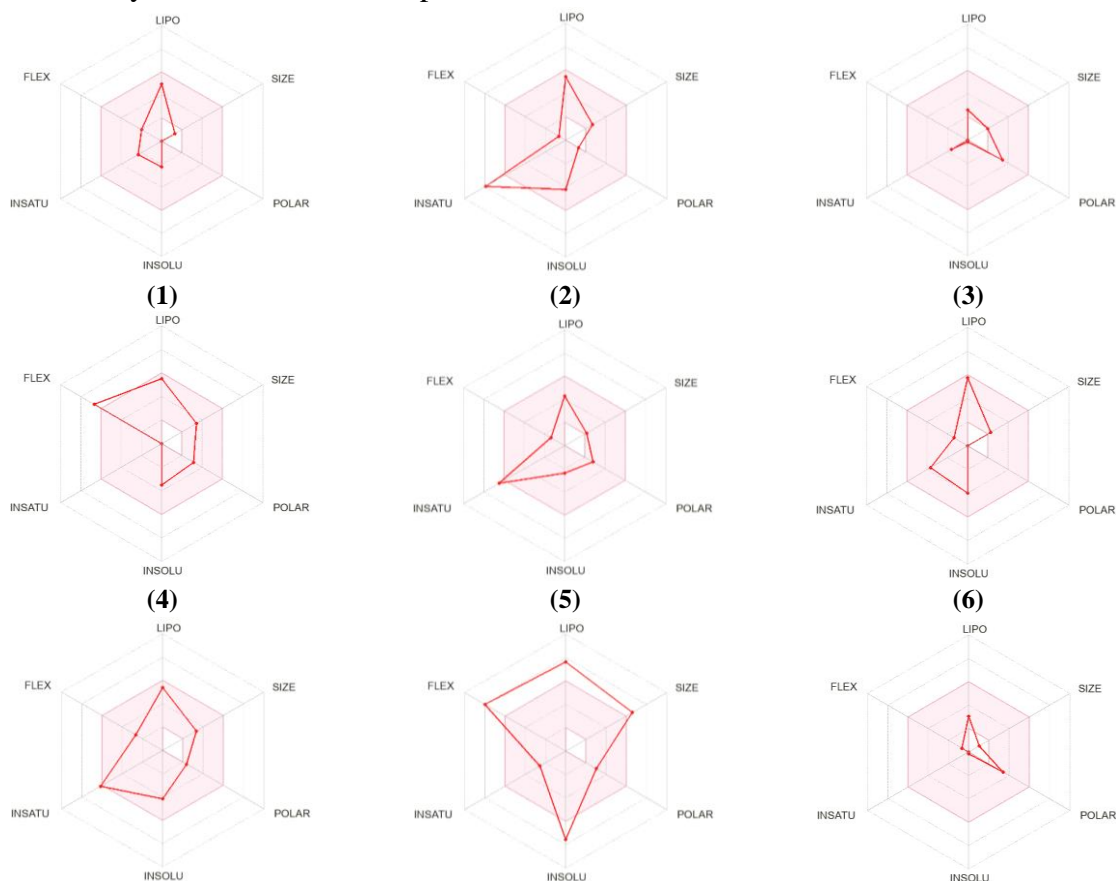 LIPO LIPO LIPO
FLEX SIZE FLEX SIZE FLEX SIZE
INSATU POLAR INSATU POLAR INSATU POLAR
INSOLU INSOLU INSOLU
(1) (2) (3)
LIPO LIPO LIPO
FLEX SIZE FLEX SIZE FLEX SIZE
INSATU POLAR INSATU POLAR INSATU POLAR
INSOLU INSOLU INSOLU
(4) (5) (6)
LIPO LIPO LIPO
FLEX SIZE FLEX SIZE FLEX SIZE
INSATU POLAR INSATU POLAR INSATU POLAR
INSOLU INSOLU INSOLU